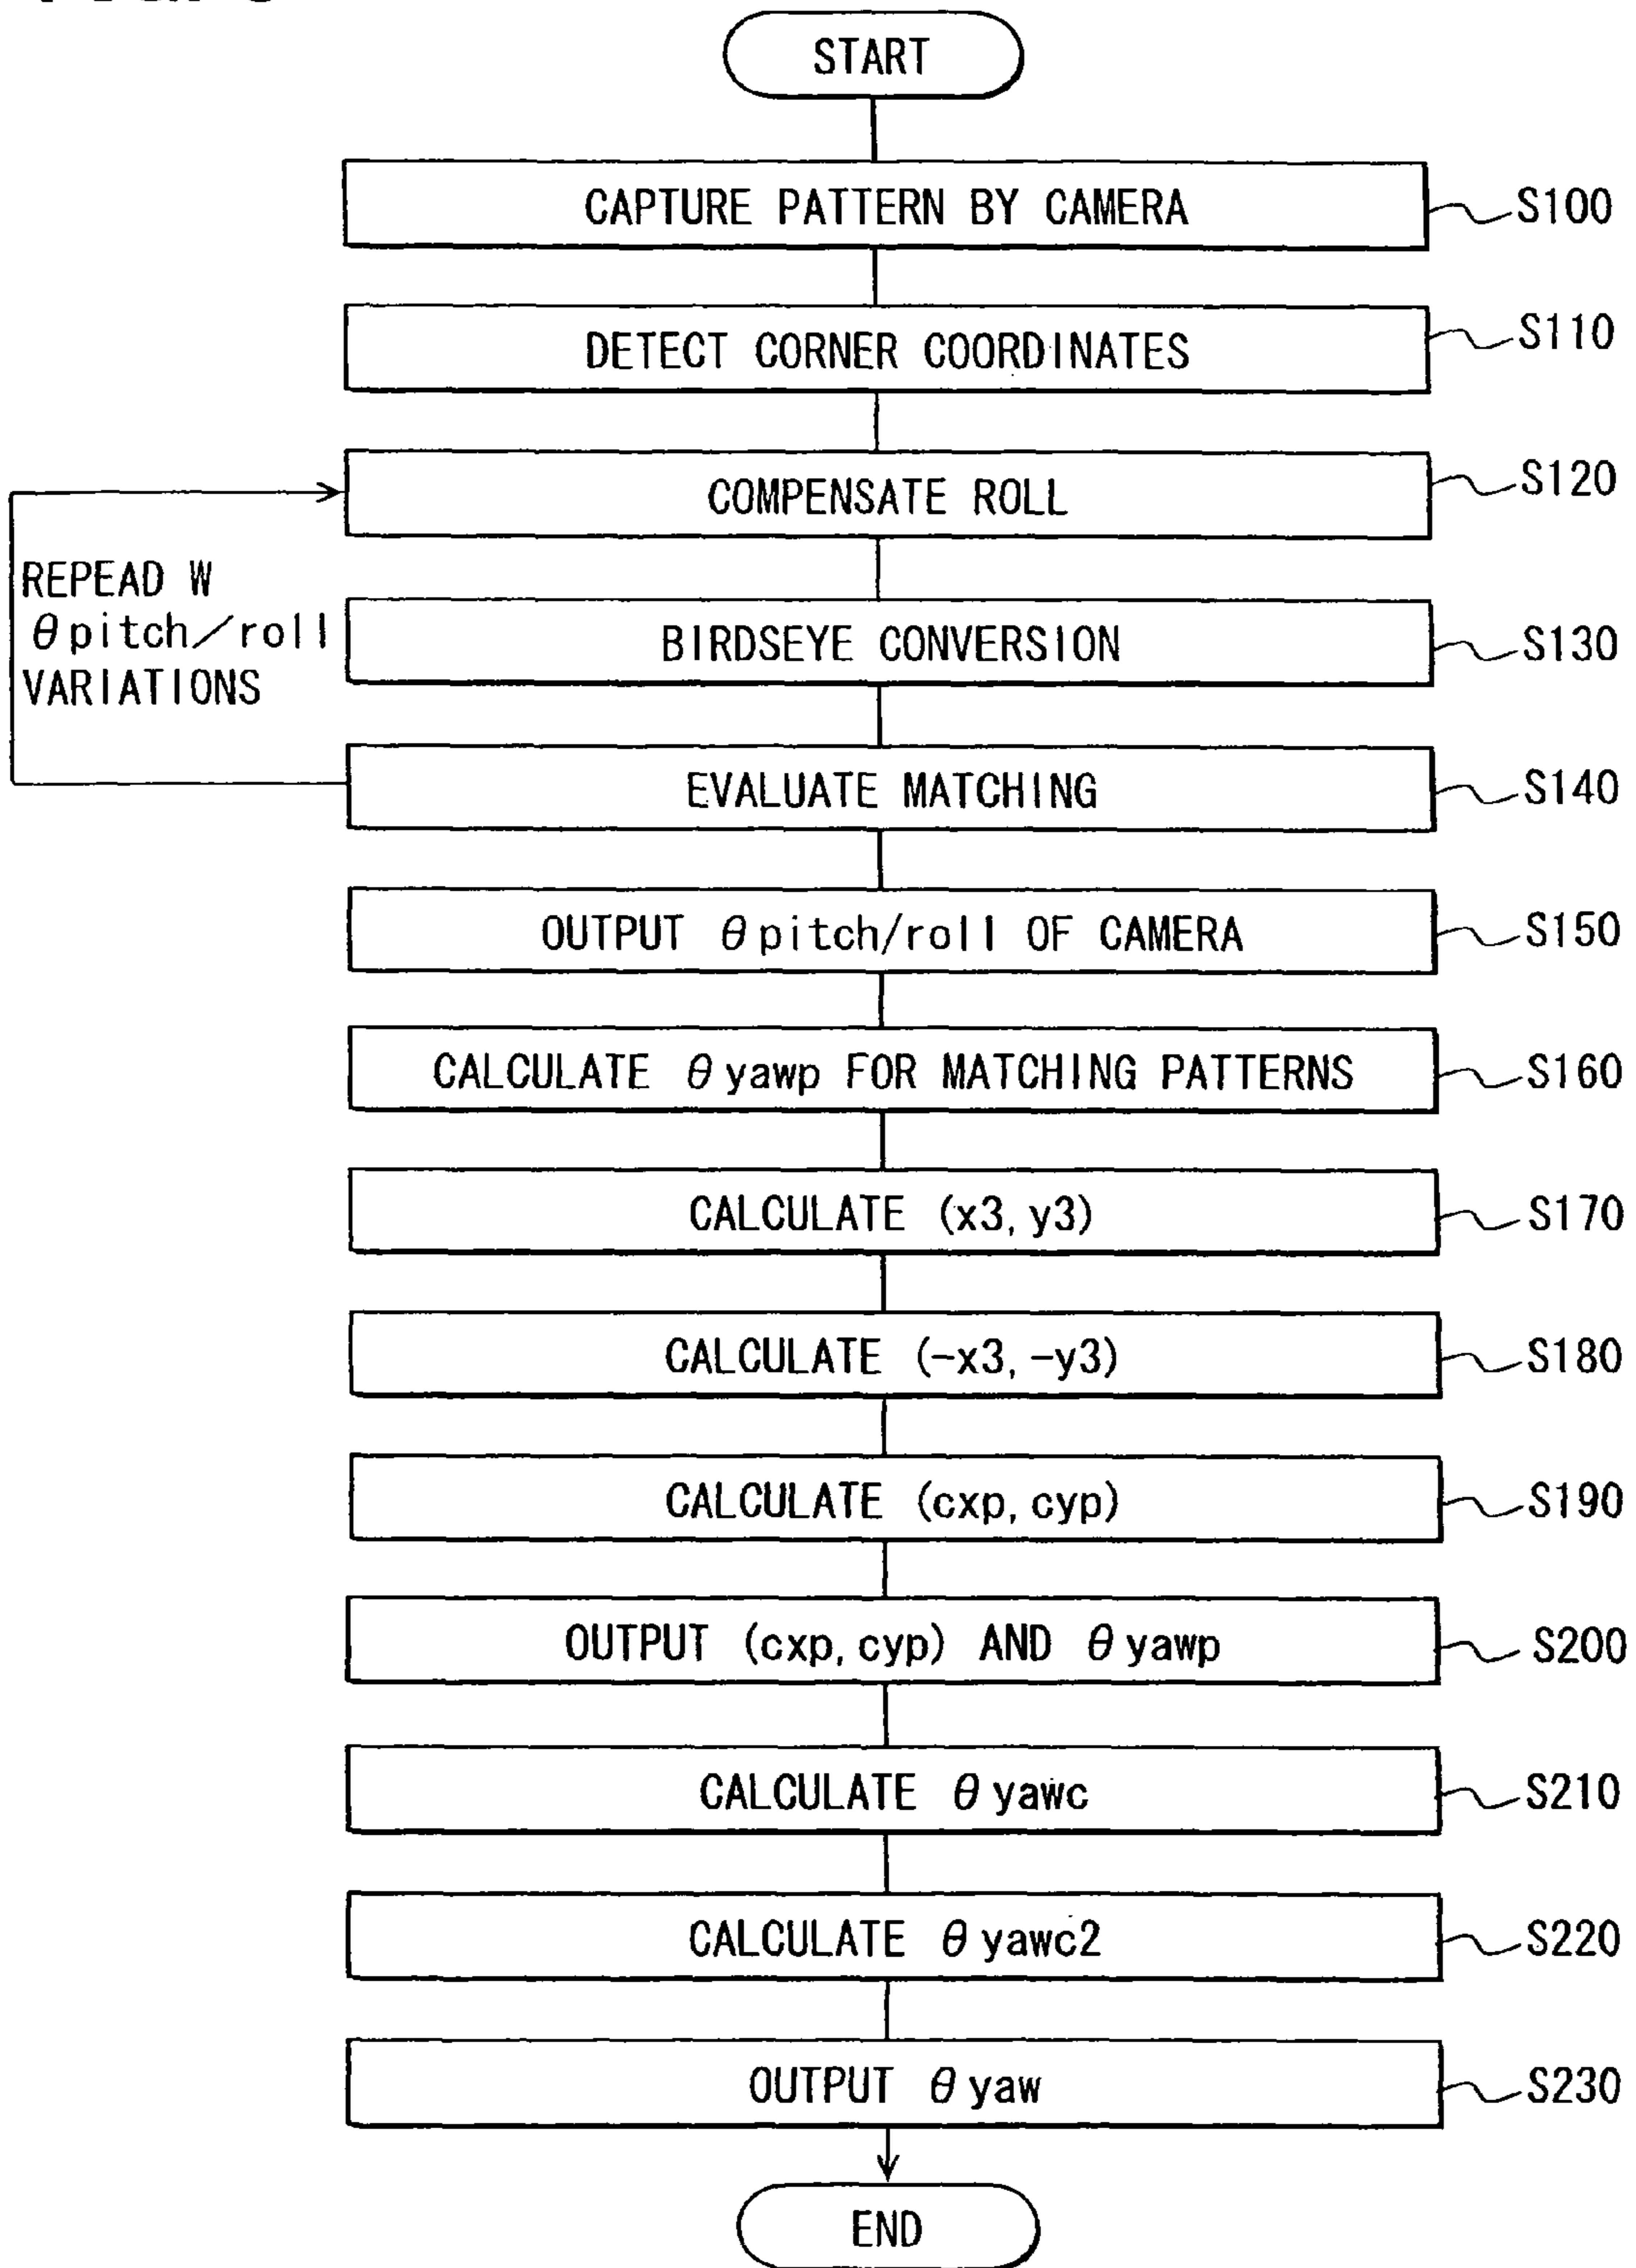 START
CAPTURE PATTERN BY CAMERA
S100
DETECT CORNER COORDINATES
S110
COMPENSATE ROLL
S120
REPEAD W
θpitch/roll
VARIATIONS
BIRDSEYE CONVERSION
S130
EVALUATE MATCHING
S140
OUTPUT θpitch/roll OF CAMERA
S150
CALCULATE θyawp FOR MATCHING PATTERNS
S160
CALCULATE (x3, y3)
S170
CALCULATE (-x3, -y3)
S180
CALCULATE (cxp, cyp)
S190
OUTPUT (cxp, cyp) AND θyawp
S200
CALCULATE θyawc
S210
CALCULATE θyawc2
S220
OUTPUT θyaw
S230
END